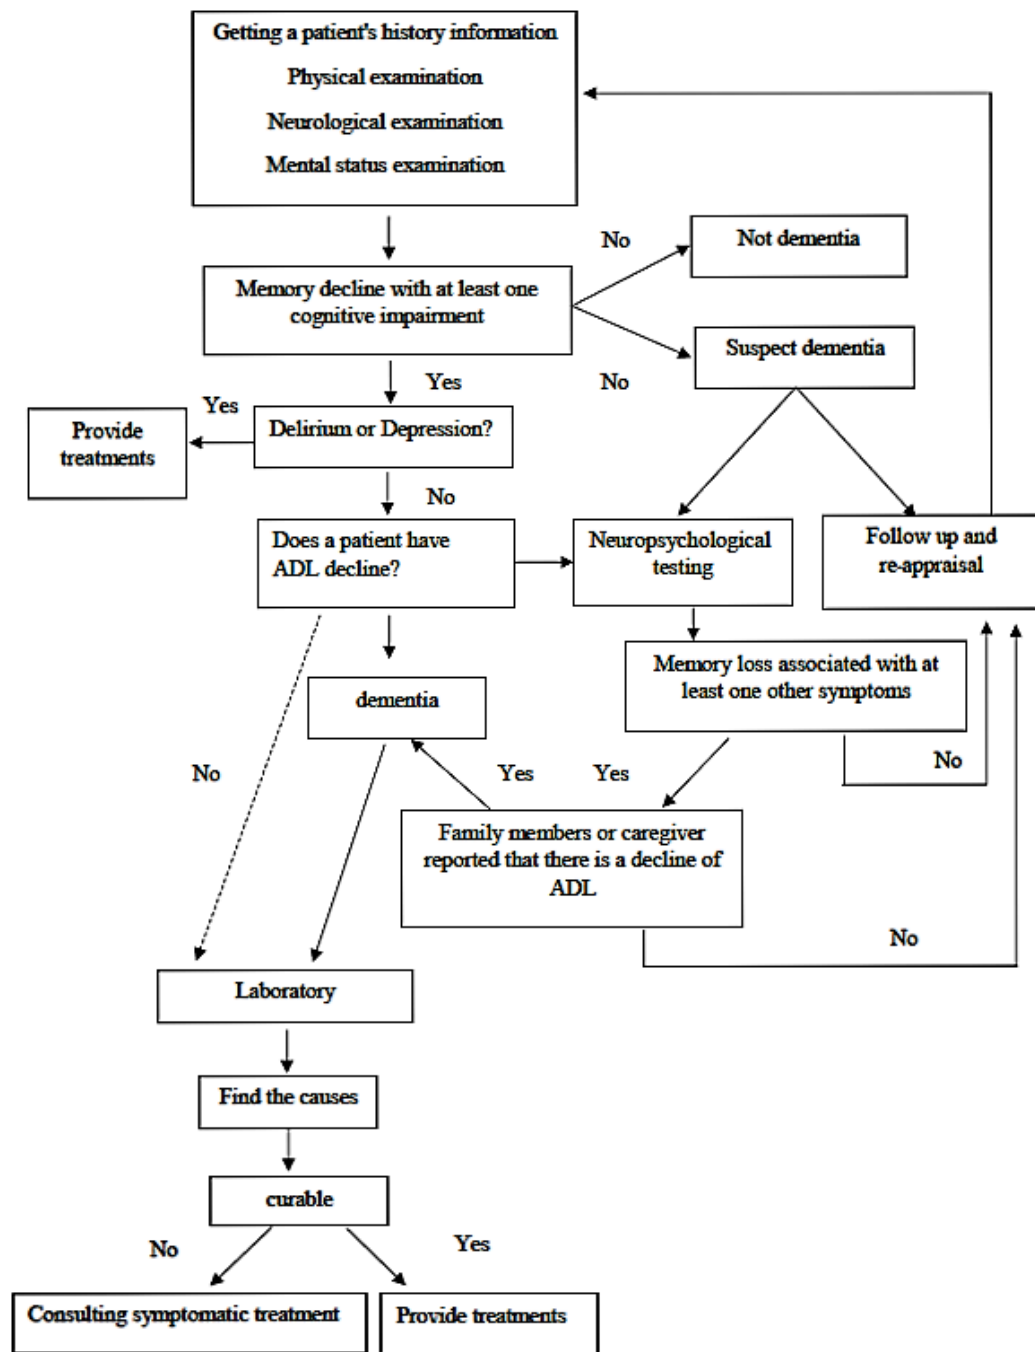 Getting a patient's history information
Physical examination
Neurological examination
Mental status examination
No
Not dementia
Memory decline with at least one
cognitive impairment
Suspect dementia
Yes
No
Yes
Delirium or Depression?
Provide
treatments
No
Does a patient have
ADL decline?
Neuropsychological
testing
Follow up and
re-appraisal
Memory loss associated with at
least one other symptoms
dementia
No
Yes
Yes
No
Family members or caregiver
reported that there is a decline of
ADL
No
Laboratory
Find the causes
curable
No
Yes
Consulting symptomatic treatment
Provide treatments